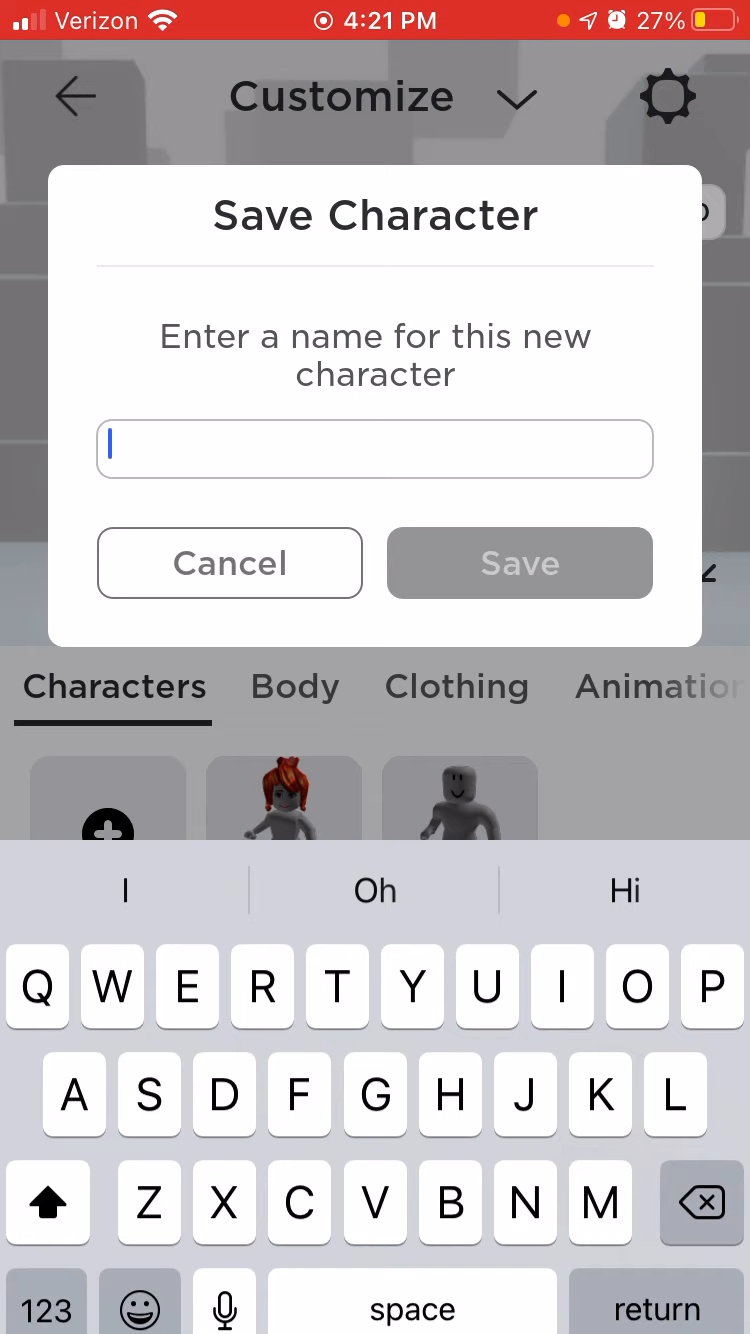 Verizon 4:21 PM 27%
Customize
Save Character
Enter a name for this new
character
Cancel Save
Characters Body Clothing Animation
I Oh Hi
Q W E R T Y U I O P
A S D F G H J K L
Z X C V B N M
123 space return